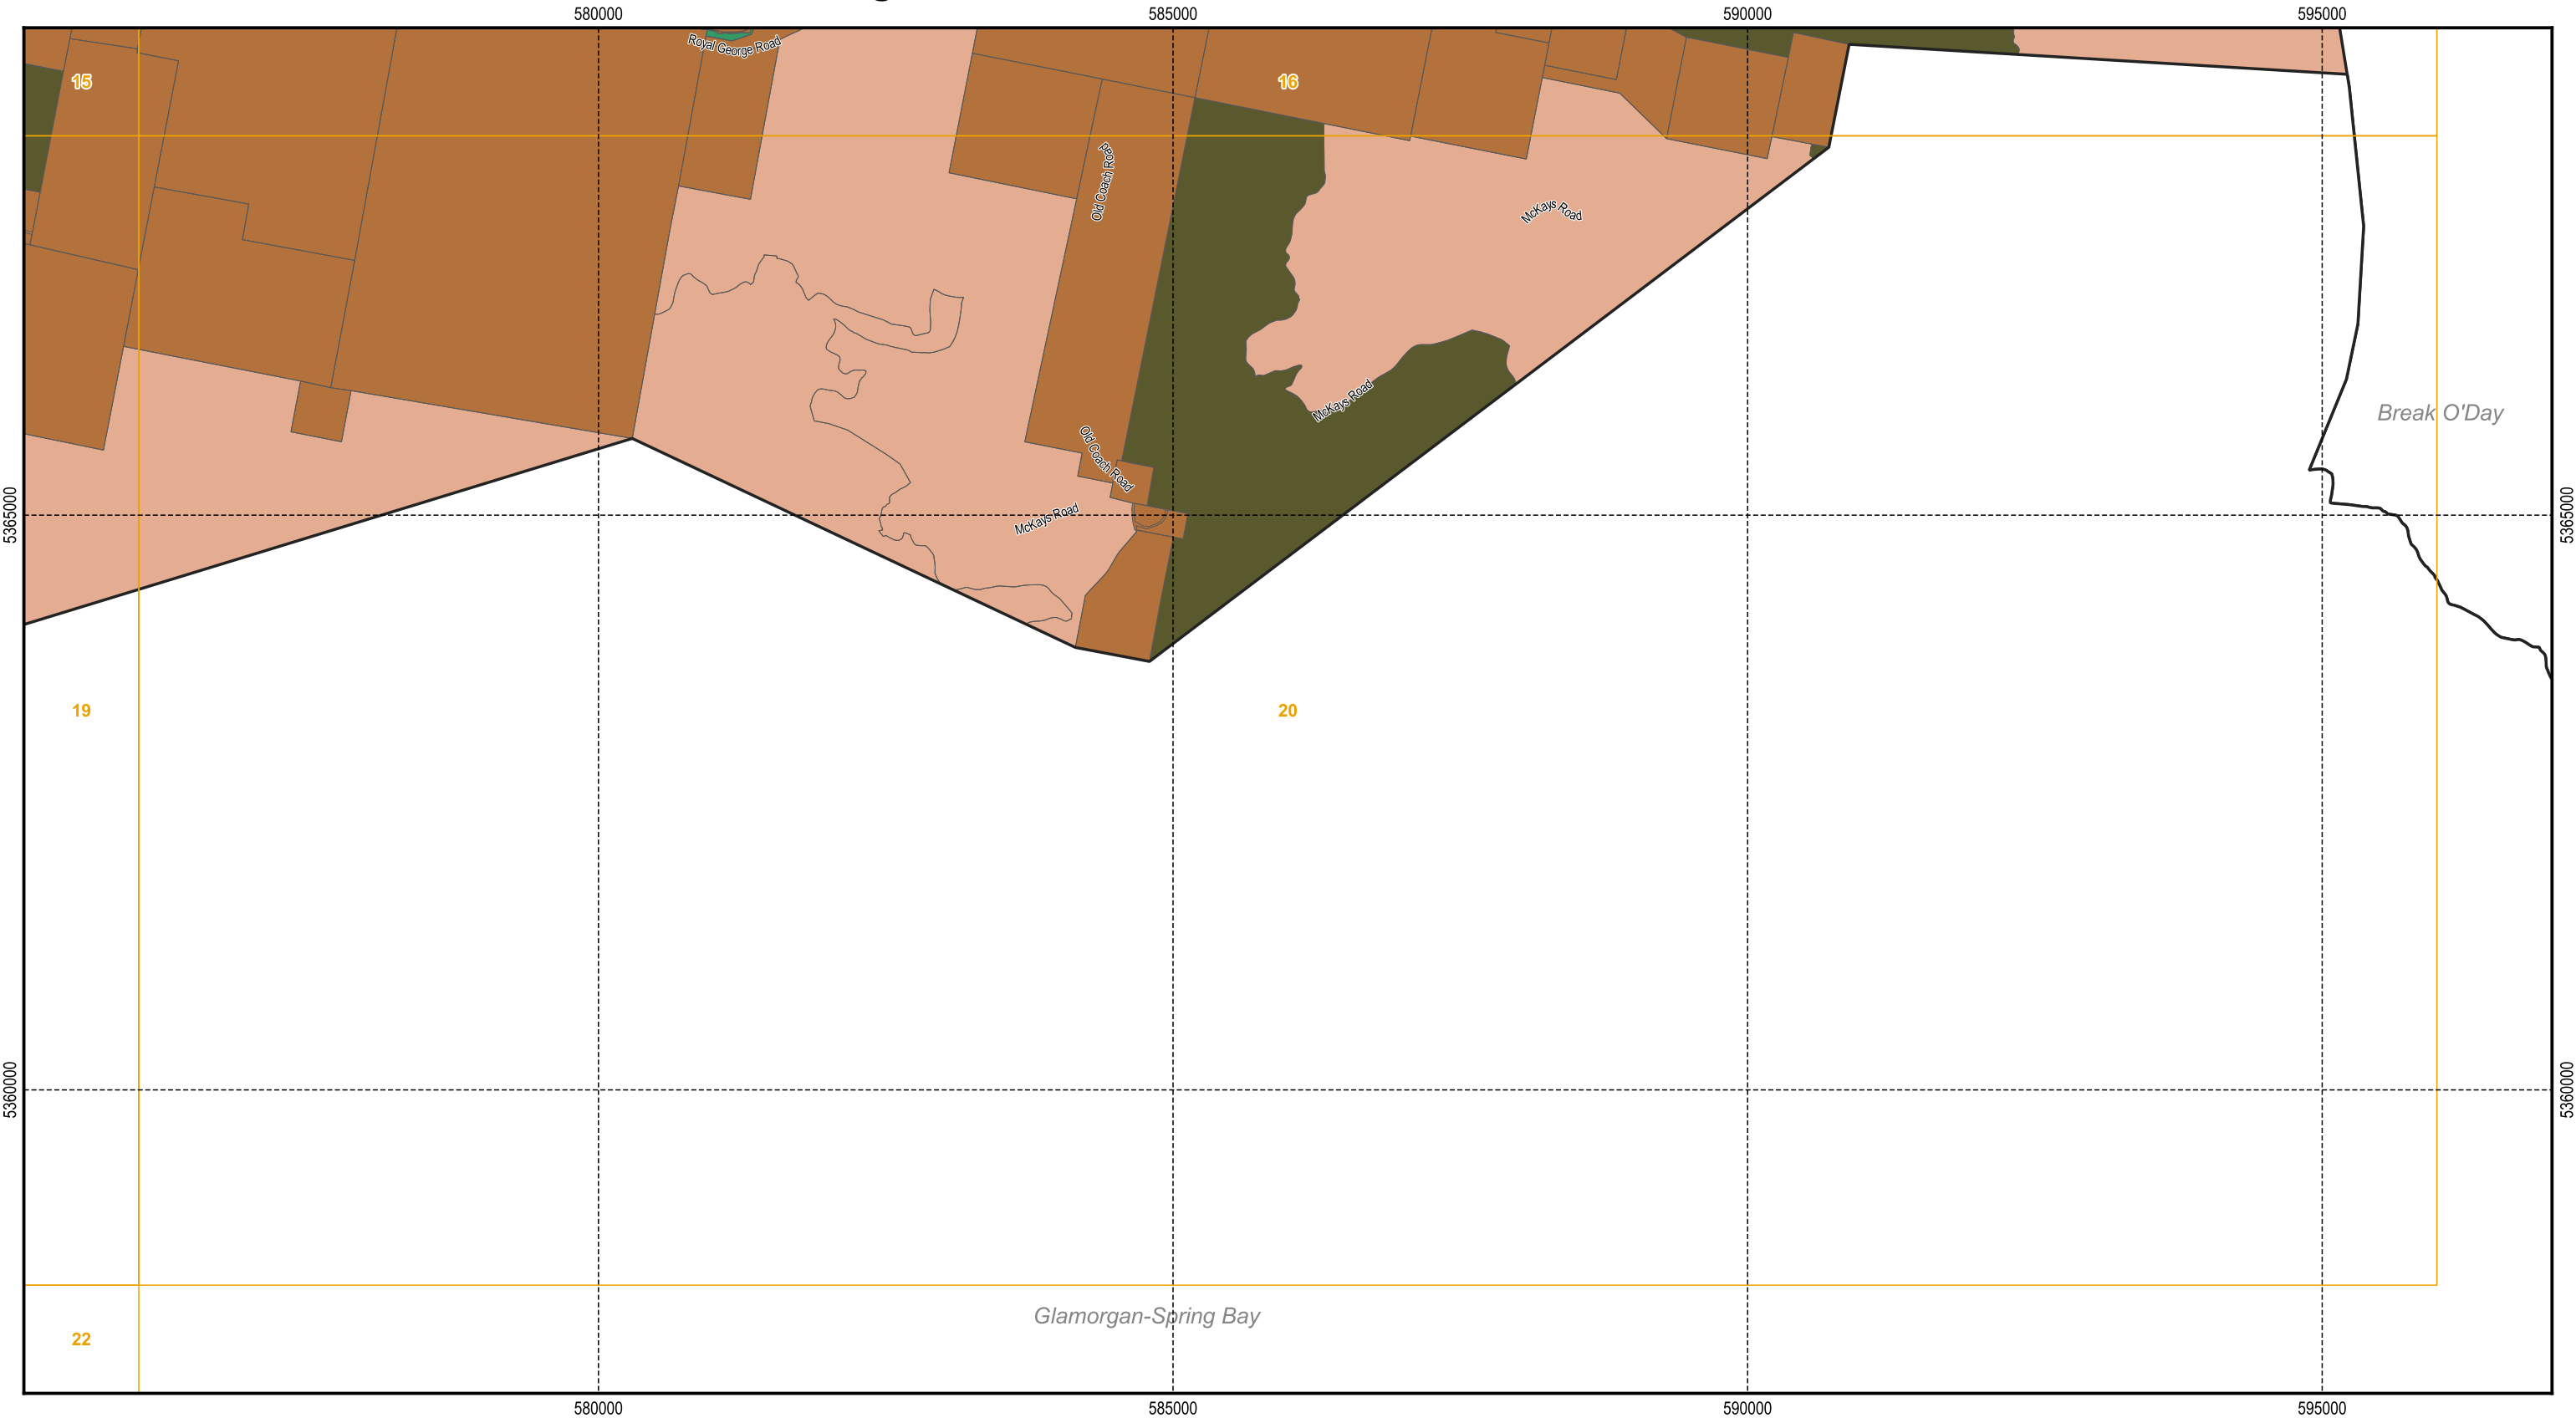 580000
585000
590000
595000
Royal George Road
15
16
Old Coach Road
McKays Road
McKays Road
Break O'Day
Old Coach Road
McKays Road
5365000
5365000
19
20
5360000
5360000
Glamorgan-Spring Bay
22
580000
585000
590000
595000